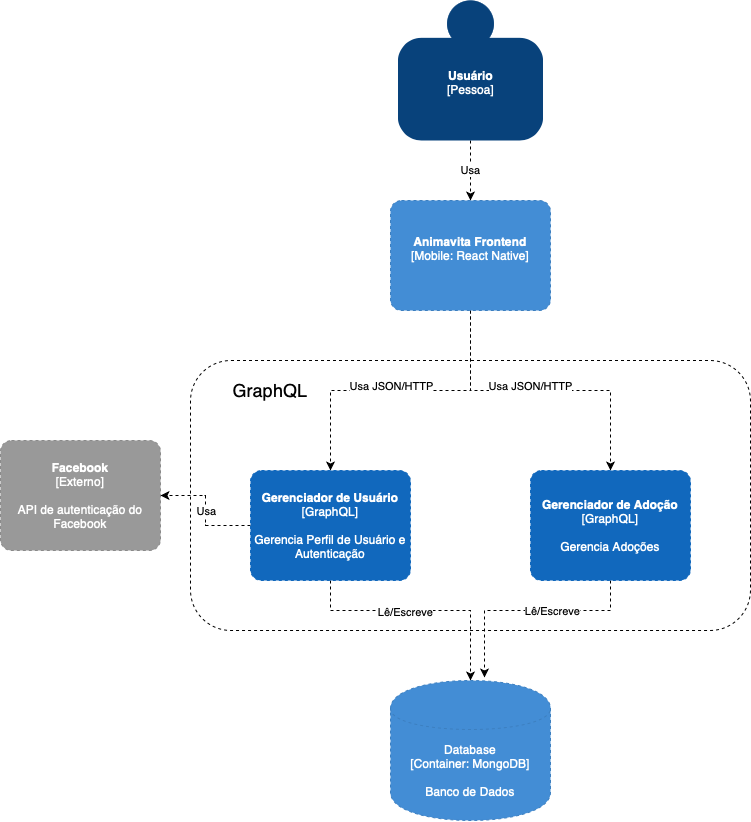 Usuário
[Pessoa]
Usa
Animavita Frontend
[Mobile: React Native]
GraphQL
Usa JSON/HTTP
Usa JSON/HTTP
Facebook
[Externo]
API de autenticação do
Facebook
Usa
Gerenciador de Usuário
[GraphQL]
Gerencia Perfil de Usuário e
Autenticação
Gerenciador de Adoção
[GraphQL]
Gerencia Adoções
Lê/Escreve
Lê/Escreve
Database
[Container: MongoDB]
Banco de Dados